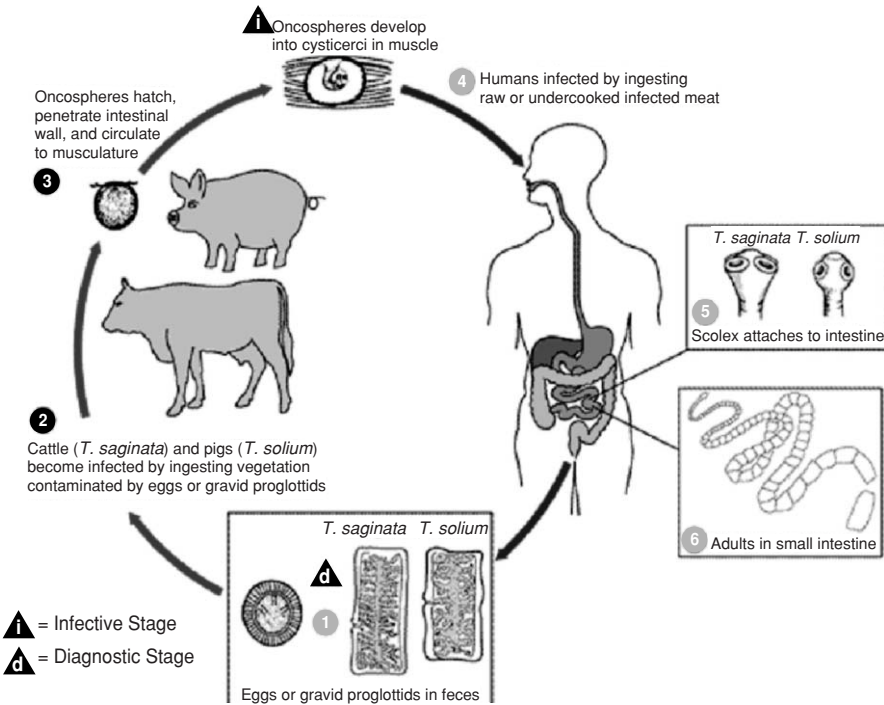 i
Oncospheres develop
into cysticerci in muscle
4
Humans infected by ingesting
raw or undercooked infected meat
Oncospheres hatch,
penetrate intestinal
wall, and circulate
to musculature
3
T. saginata T. solium
5
Scolex attaches to intestine
2
Cattle (T. saginata) and pigs (T. solium)
become infected by ingesting vegetation
contaminated by eggs or gravid proglottids
6 Adults in small intestine
T. saginata T. solium
d
1
Eggs or gravid proglottids in feces
i = Infective Stage
d = Diagnostic Stage